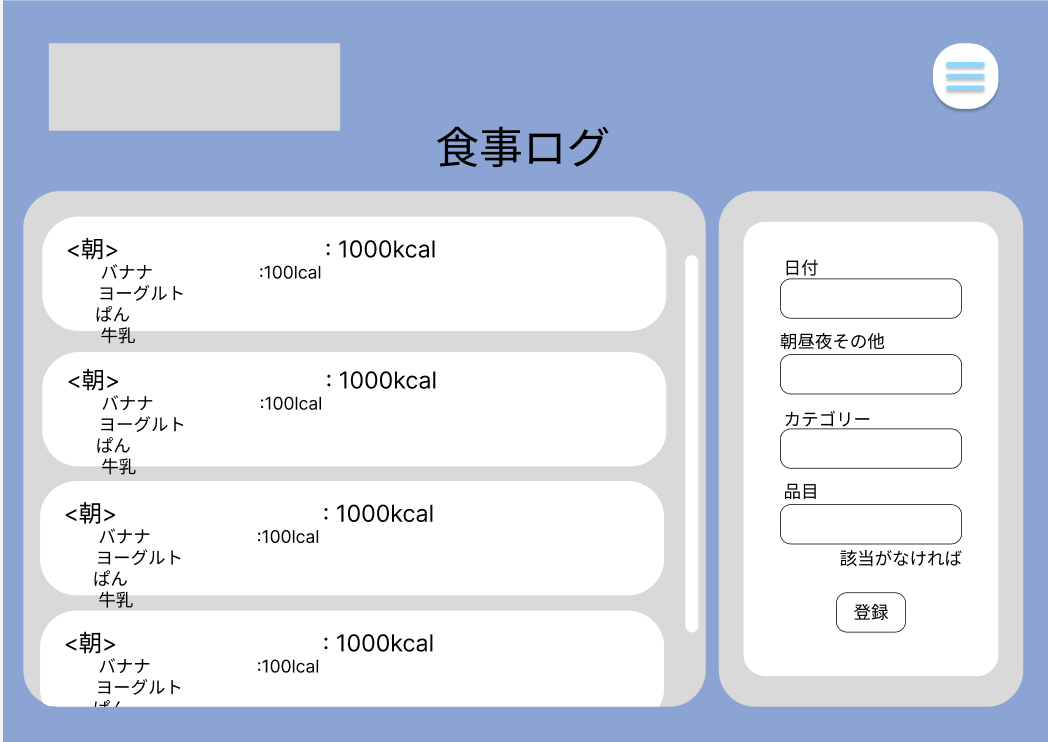 食事ログ
<朝> : 1000kcal
バナナ :100lcal
ヨーグルト
ぱん
牛乳
<朝> : 1000kcal
バナナ :100lcal
ヨーグルト
ぱん
牛乳
<朝> : 1000kcal
バナナ :100lcal
ヨーグルト
ぱん
牛乳
<朝> : 1000kcal
バナナ :100lcal
ヨーグルト
ぱん
日付
朝昼夜その他
カテゴリー
品目
該当がなければ
登録